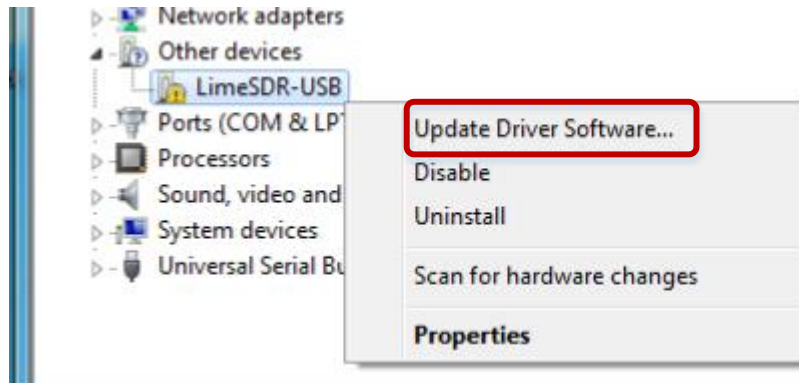 Network adapters
Other devices
LimeSDR-USB
Ports (COM & LP
Processors
Sound, video and
System devices
Universal Serial Bu
Update Driver Software...
Disable
Uninstall
Scan for hardware changes
Properties